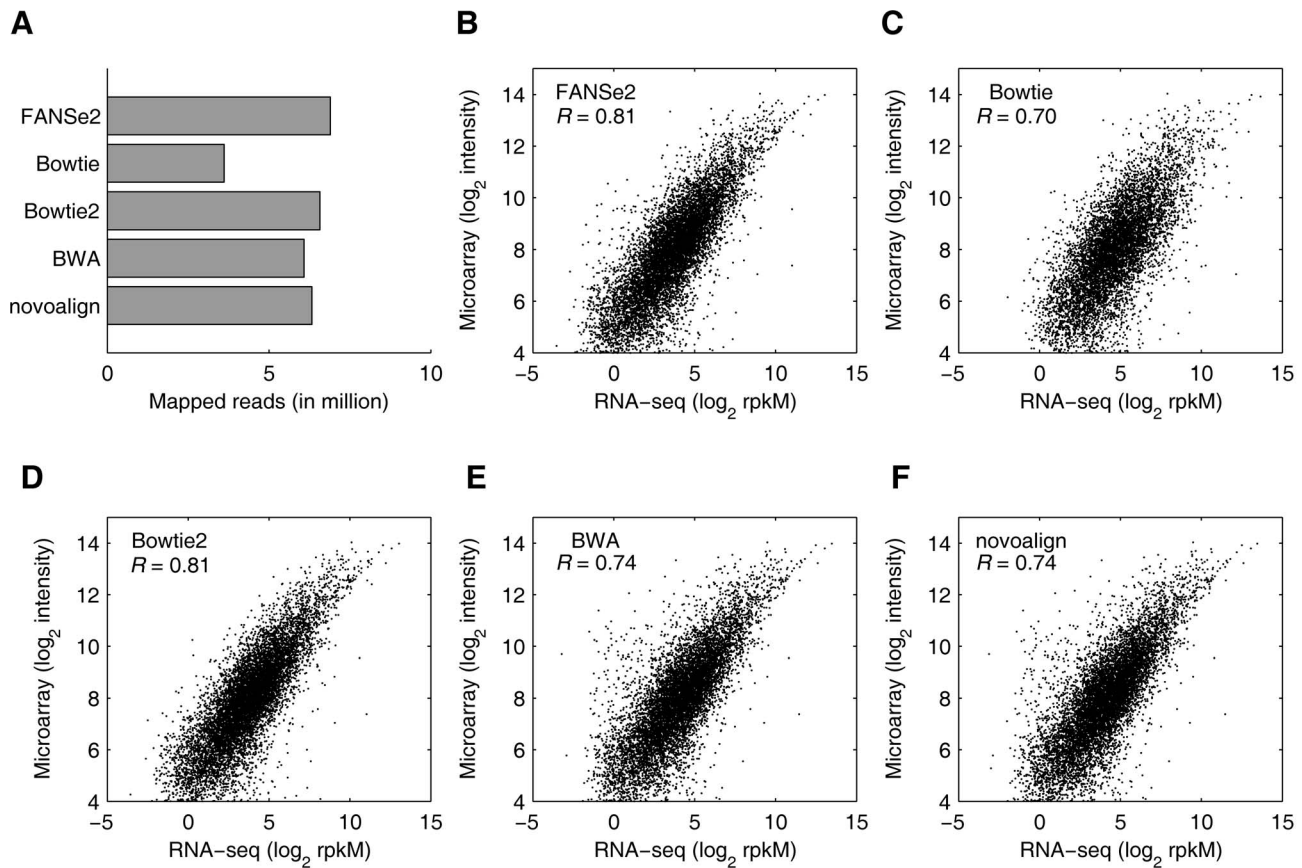 A
FANSe2
Bowtie
Bowtie2
BWA
novoalign
0 5 10
Mapped reads (in million)
B
FANSe2
R = 0.81
14
12
10
8
6
4
Microarray (log2 intensity)
−5 0 5 10 15
RNA−seq (log2 rpkM)
C
Bowtie
R = 0.70
14
12
10
8
6
4
Microarray (log2 intensity)
−5 0 5 10 15
RNA−seq (log2 rpkM)
D
Bowtie2
R = 0.81
14
12
10
8
6
4
Microarray (log2 intensity)
−5 0 5 10 15
RNA−seq (log2 rpkM)
E
BWA
R = 0.74
14
12
10
8
6
4
Microarray (log2 intensity)
−5 0 5 10 15
RNA−seq (log2 rpkM)
F
novoalign
R = 0.74
14
12
10
8
6
4
Microarray (log2 intensity)
−5 0 5 10 15
RNA−seq (log2 rpkM)